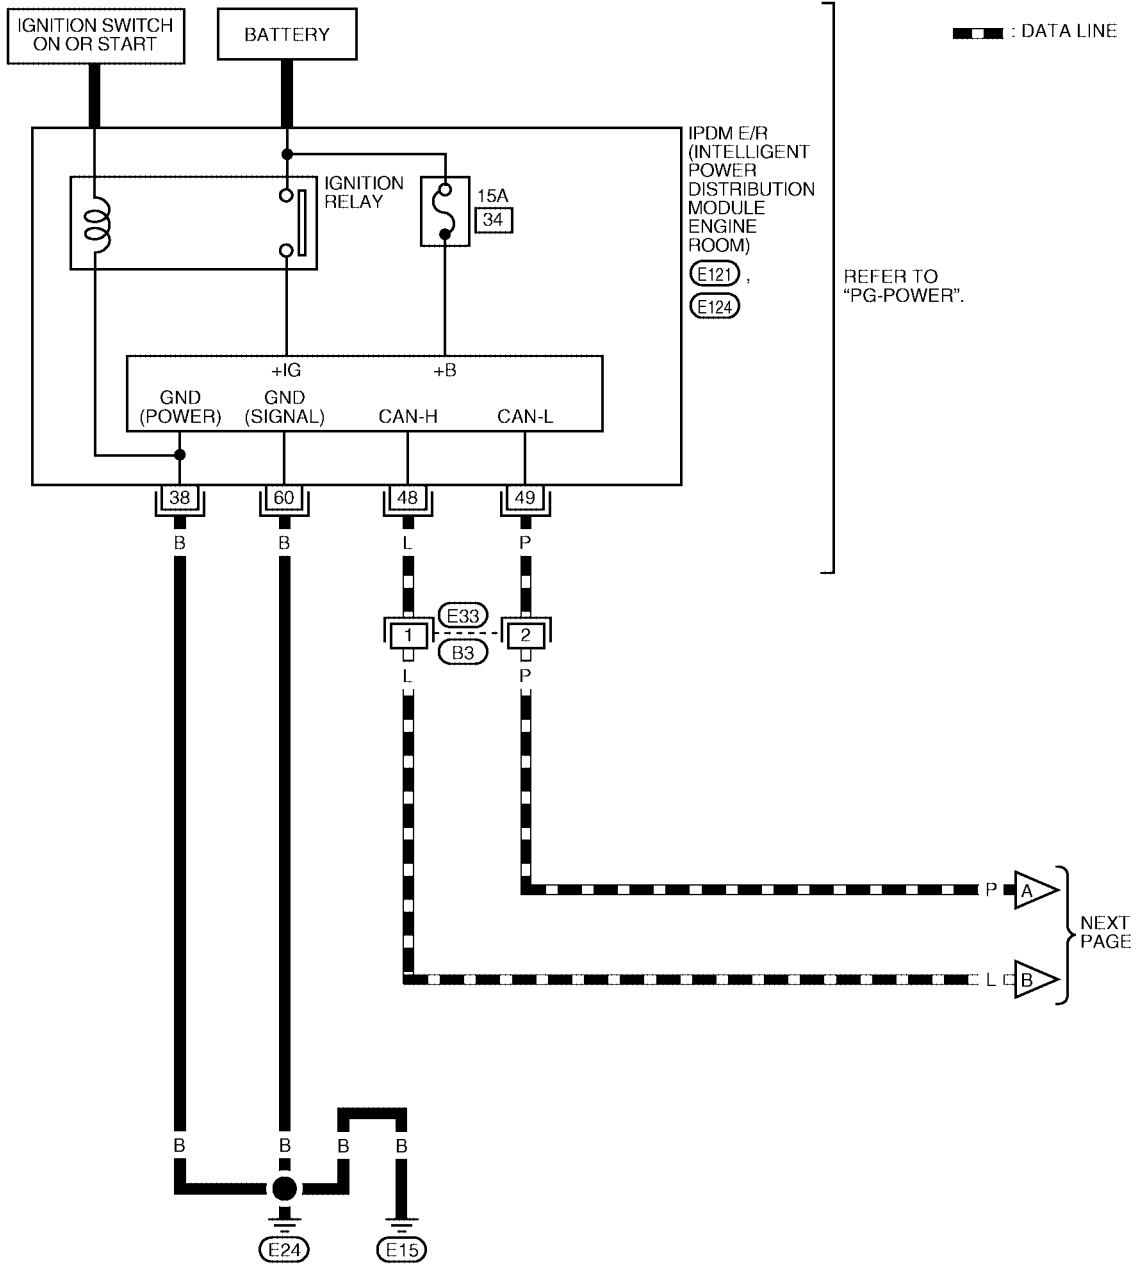 IGNITION SWITCH
ON OR START
BATTERY
: DATA LINE
IPDM E/R
(INTELLIGENT
POWER
DISTRIBUTION
MODULE
ENGINE
ROOM)
E121 ,
E124
IGNITION
RELAY
15A
34
REFER TO
“PG-POWER”.
+IG
+B
GND
(POWER)
GND
(SIGNAL)
CAN-H
CAN-L
38
60
48
49
B
B
L
P
E33
1
2
B3
L
P
P
A
NEXT
PAGE
L
B
B
B
B
B
E24
E15